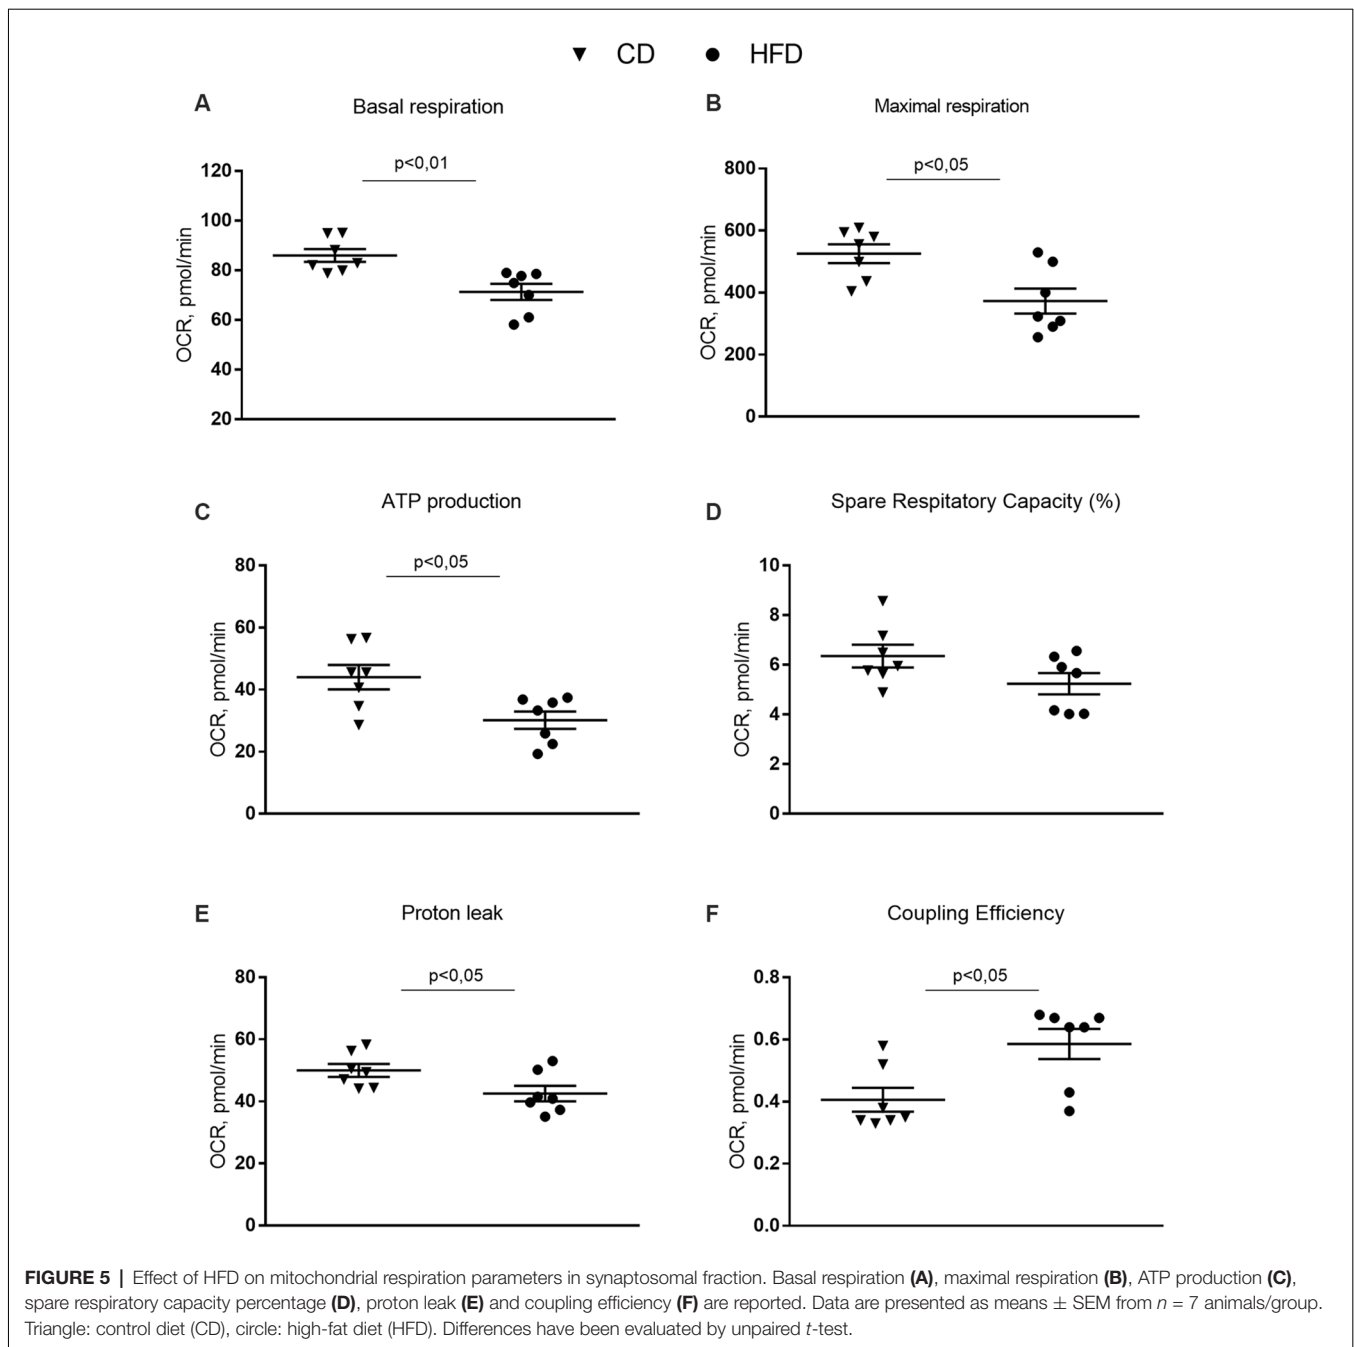 CD HFD
A Basal respiration
p<0,01
OCR, pmol/min
120
100
80
60
40
20
B Maximal respiration
p<0,05
OCR, pmol/min
800
600
400
200
0
C ATP production
p<0,05
OCR, pmol/min
80
60
40
20
0
D Spare Respitatory Capacity (%)
OCR, pmol/min
10
8
6
4
2
0
E Proton leak
p<0,05
OCR, pmol/min
80
60
40
20
0
F Coupling Efficiency
p<0,05
OCR, pmol/min
0.8
0.6
0.4
0.2
0.0
FIGURE 5 | Effect of HFD on mitochondrial respiration parameters in synaptosomal fraction. Basal respiration (A), maximal respiration (B), ATP production (C),
spare respiratory capacity percentage (D), proton leak (E) and coupling efficiency (F) are reported. Data are presented as means ± SEM from n = 7 animals/group.
Triangle: control diet (CD), circle: high-fat diet (HFD). Differences have been evaluated by unpaired t-test.